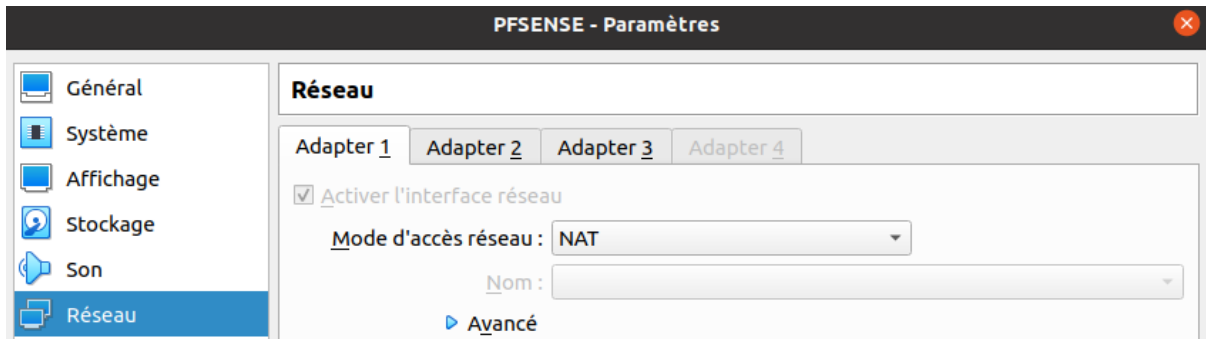 PFSENSE - Paramètres
Général
Système
Affichage
Stockage
Son
Réseau
Réseau
Adapter 1 Adapter 2 Adapter 3 Adapter 4
Activer l'interface réseau
Mode d'accès réseau : NAT
Nom :
Avancé